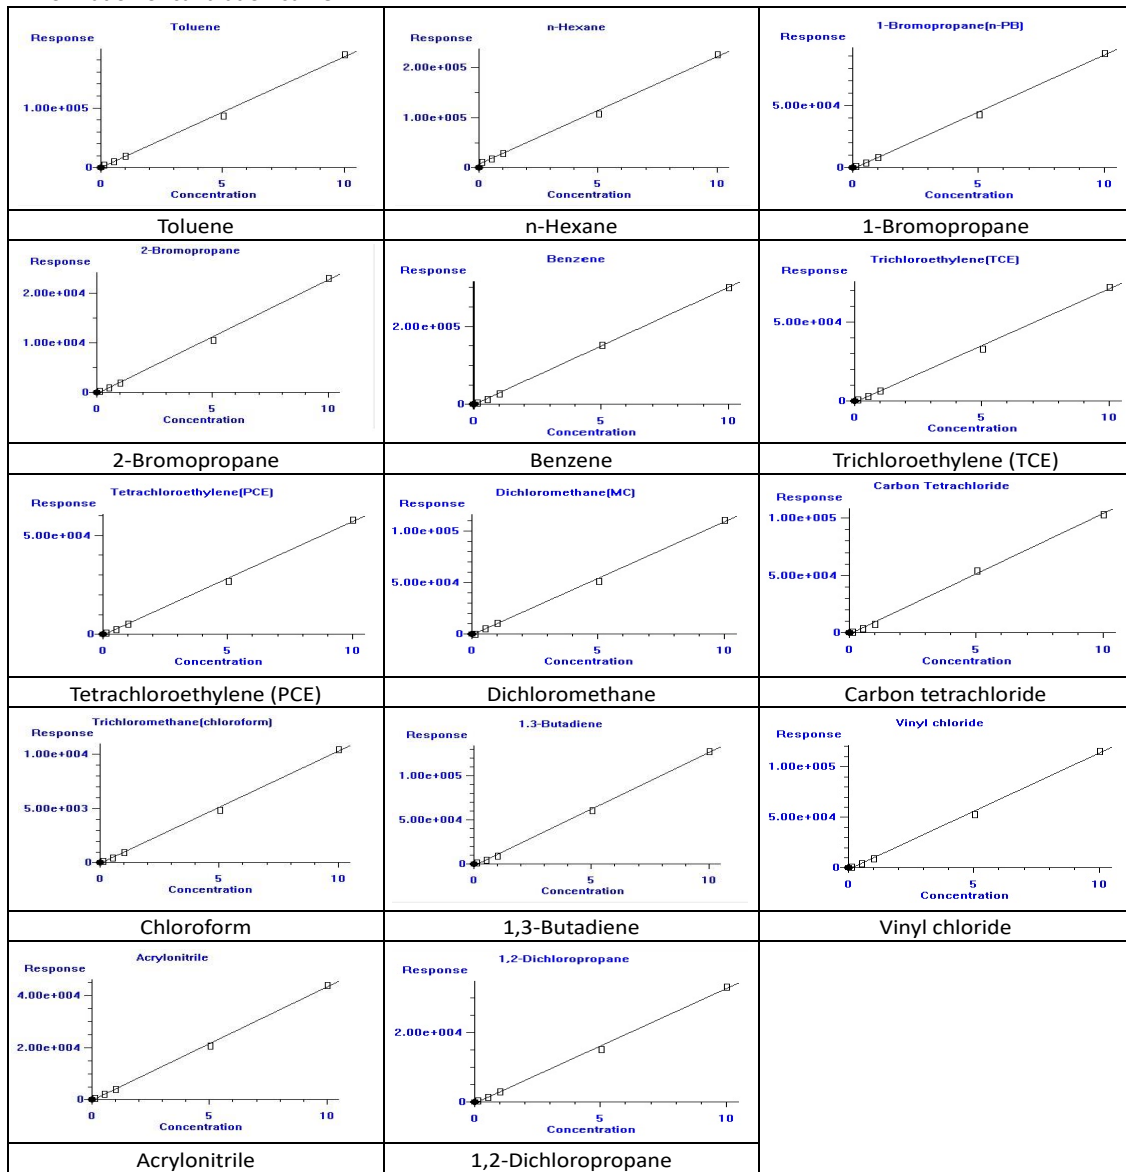 Toluene
Response
1.00e+005
0
0 5 10
Concentration
Toluene
n-Hexane
Response
2.00e+005
1.00e+005
0
0 5 10
Concentration
n-Hexane
1-Bromopropane(n-PB)
Response
5.00e+004
0
0 5 10
Concentration
1-Bromopropane
2-Bromopropane
Response
2.00e+004
1.00e+004
0
0 5 10
Concentration
2-Bromopropane
Benzene
Response
2.00e+005
0
0 5 10
Concentration
Benzene
Trichloroethylene(TCE)
Response
5.00e+004
0
0 5 10
Concentration
Trichloroethylene (TCE)
Tetrachloroethylene(PCE)
Response
5.00e+004
0
0 5 10
Concentration
Tetrachloroethylene (PCE)
Dichloromethane(MC)
Response
1.00e+005
5.00e+004
0
0 5 10
Concentration
Dichloromethane
Carbon Tetrachloride
Response
1.00e+005
5.00e+004
0
0 5 10
Concentration
Carbon tetrachloride
Trichloromethane(chloroform)
Response
1.00e+004
5.00e+003
0
0 5 10
Concentration
Chloroform
1.3-Butadiene
Response
1.00e+005
5.00e+004
0
0 5 10
Concentration
1,3-Butadiene
Vinyl chloride
Response
1.00e+005
5.00e+004
0
0 5 10
Concentration
Vinyl chloride
Acrylonitrile
Response
4.00e+004
2.00e+004
0
0 5 10
Concentration
Acrylonitrile
1,2-Dichloropropane
Response
2.00e+004
0
0 5 10
Concentration
1,2-Dichloropropane